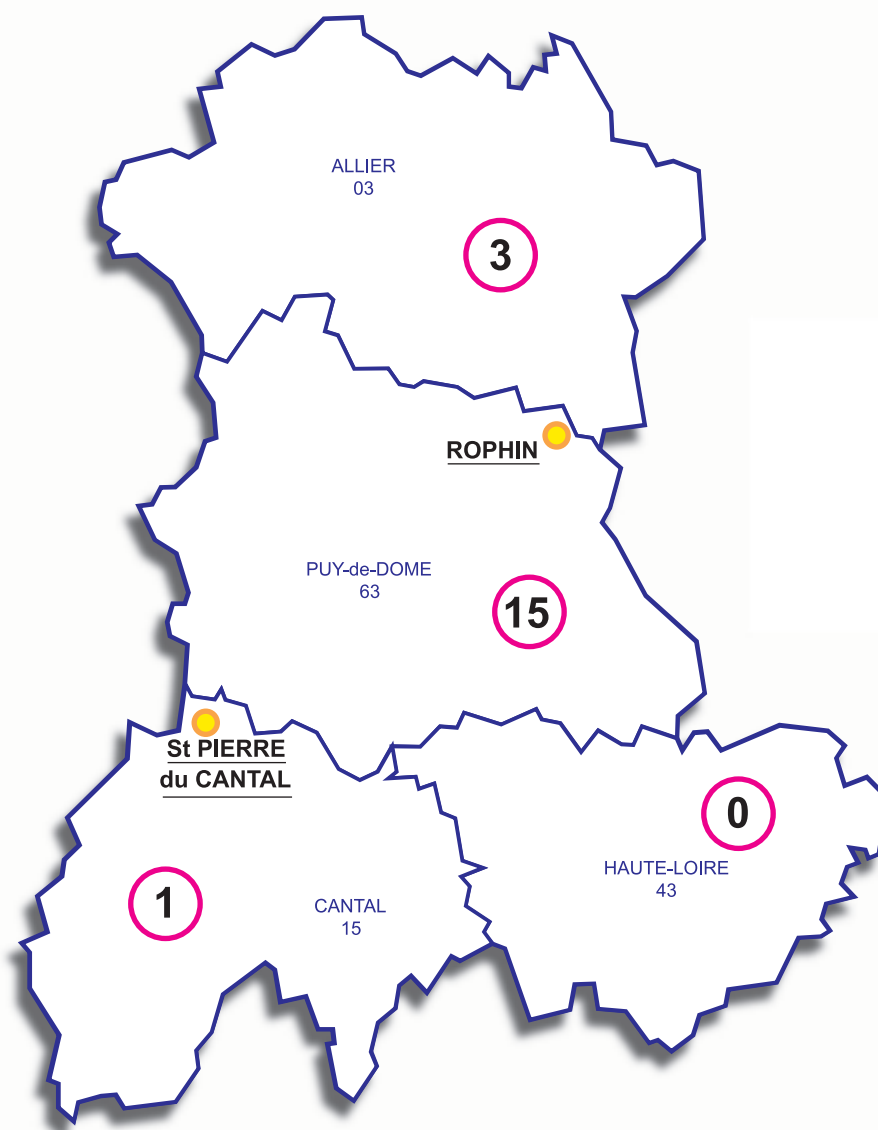 ALLIER
03
3
ROPHIN
PUY-de-DOME
63
15
St PIERRE
du CANTAL
0
HAUTE-LOIRE
43
1
CANTAL
15